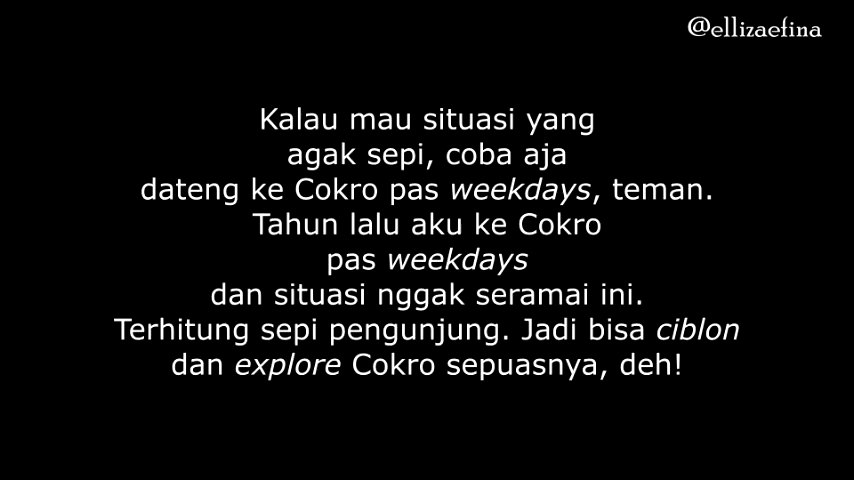 @ellizaefina
Kalau mau situasi yang
agak sepi, coba aja
dateng ke Cokro pas weekdays, teman.
Tahun lalu aku ke Cokro
pas weekdays
dan situasi nggak seramai ini.
Terhitung sepi pengunjung. Jadi bisa ciblon
dan explore Cokro sepuasnya, deh!